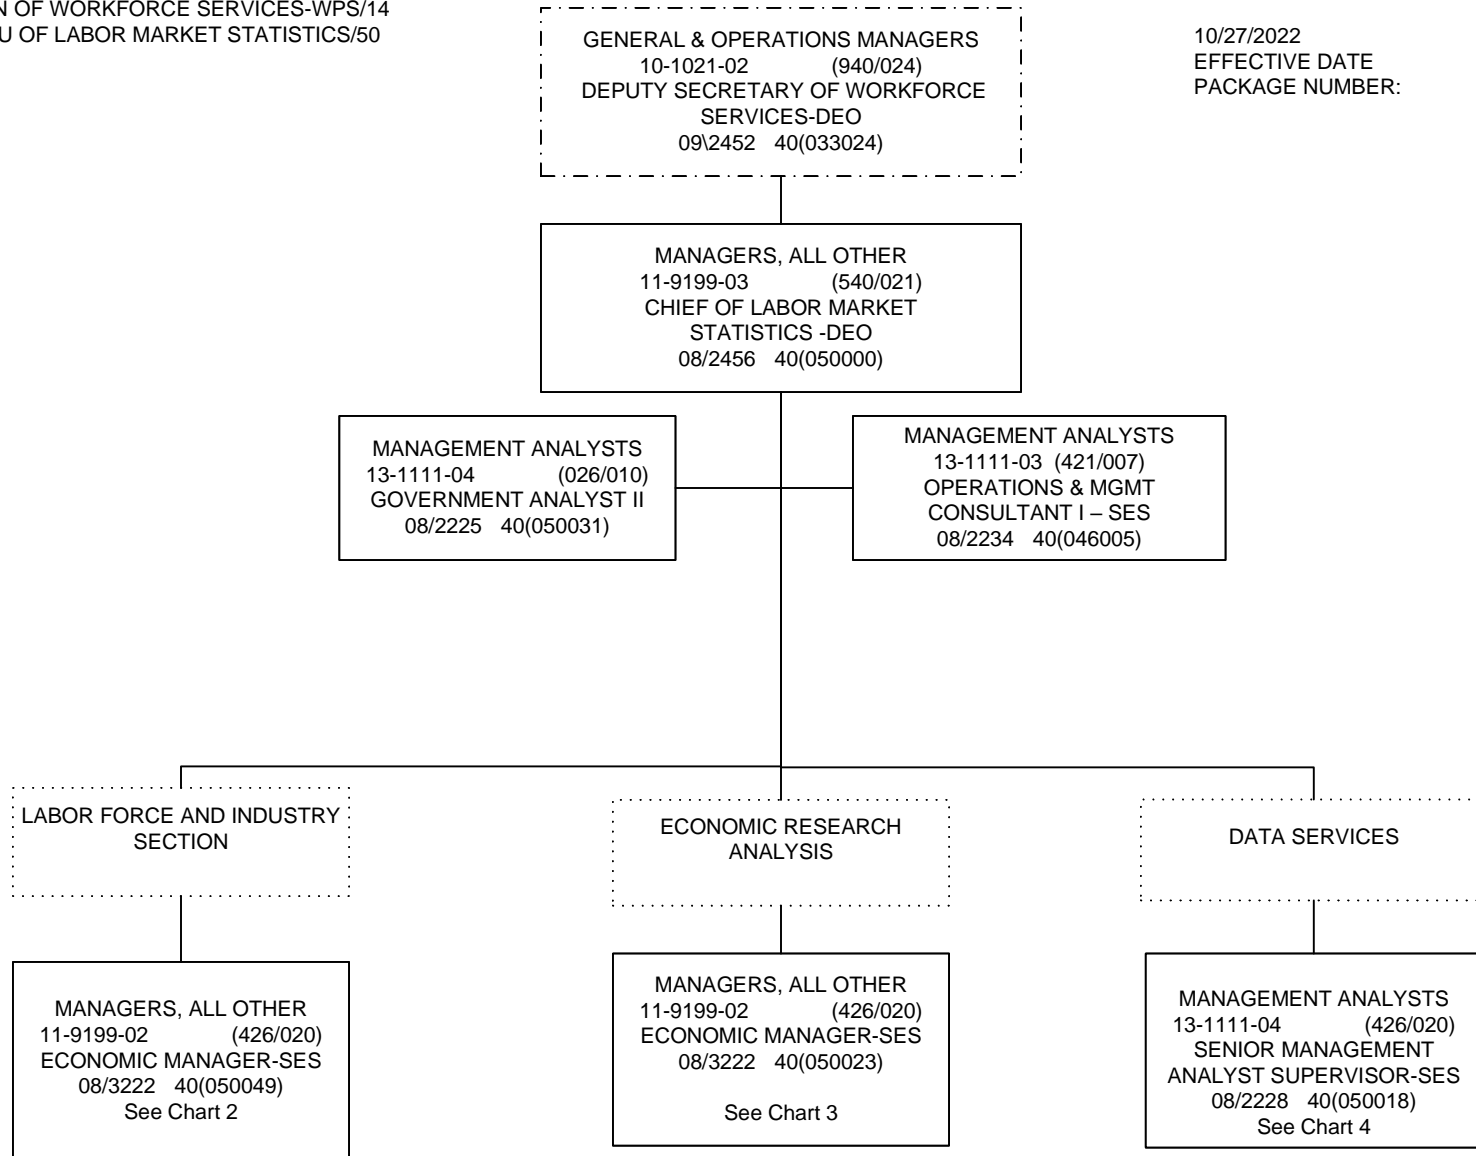 N OF WORKFORCE SERVICES-WPS/14
U OF LABOR MARKET STATISTICS/50
10/27/2022
EFFECTIVE DATE
PACKAGE NUMBER:
GENERAL & OPERATIONS MANAGERS
10-1021-02 (940/024)
DEPUTY SECRETARY OF WORKFORCE
SERVICES-DEO
09\2452 40(033024)
MANAGERS, ALL OTHER
11-9199-03 (540/021)
CHIEF OF LABOR MARKET
STATISTICS -DEO
08/2456 40(050000)
MANAGEMENT ANALYSTS
13-1111-04 (026/010)
GOVERNMENT ANALYST II
08/2225 40(050031)
MANAGEMENT ANALYSTS
13-1111-03 (421/007)
OPERATIONS & MGMT
CONSULTANT I – SES
08/2234 40(046005)
LABOR FORCE AND INDUSTRY
SECTION
ECONOMIC RESEARCH
ANALYSIS
DATA SERVICES
MANAGERS, ALL OTHER
11-9199-02 (426/020)
ECONOMIC MANAGER-SES
08/3222 40(050049)
See Chart 2
MANAGERS, ALL OTHER
11-9199-02 (426/020)
ECONOMIC MANAGER-SES
08/3222 40(050023)
See Chart 3
MANAGEMENT ANALYSTS
13-1111-04 (426/020)
SENIOR MANAGEMENT
ANALYST SUPERVISOR-SES
08/2228 40(050018)
See Chart 4